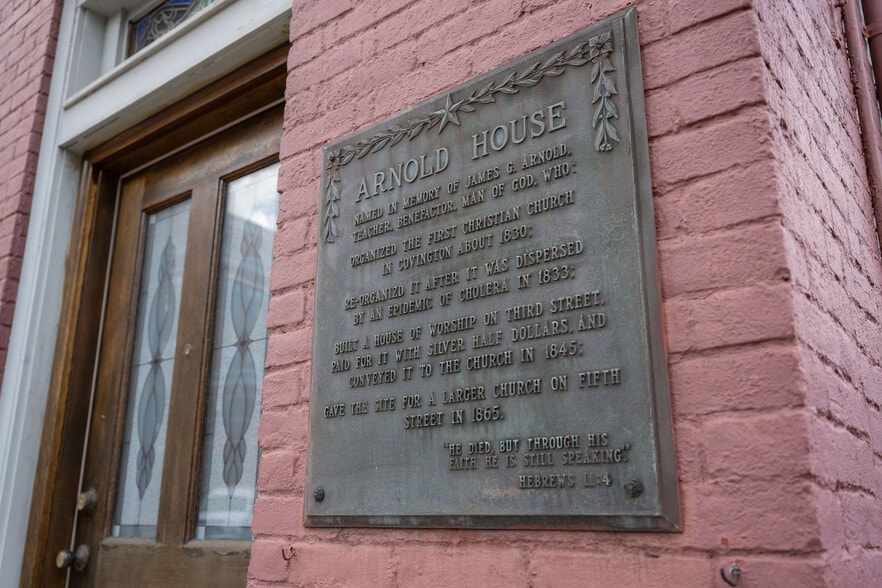 ARNOLD HOUSE
NAMED IN MEMORY OF JAMES G. ARNOLD,
TEACHER, BENEFACTOR, MAN OF GOD, WHO:
ORGANIZED THE FIRST CHRISTIAN CHURCH
IN COVINGTON ABOUT 1830;
RE-ORGANIZED IT AFTER IT WAS DISPERSED
BY AN EPIDEMIC OF CHOLERA IN 1833;
BUILT A HOUSE OF WORSHIP ON THIRD STREET,
PAID FOR IT WITH SILVER HALF DOLLARS, AND
CONVEYED IT TO THE CHURCH IN 1845;
GAVE THE SITE FOR A LARGER CHURCH ON FIFTH
STREET IN 1865.
"HE DIED, BUT THROUGH HIS
FAITH HE IS STILL SPEAKING."
HEBREWS 11:4